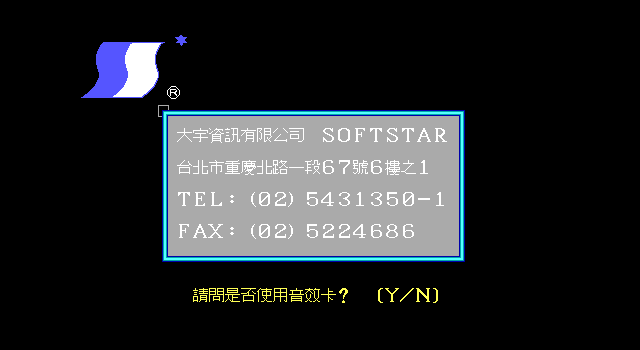 ®
大宇資訊有限公司 SOFTSTAR
台北市重慶北路一段67號6樓之1
TEL:(02)5431350-1
FAX:(02)5224686
請問是否使用音效卡? (Y/N)